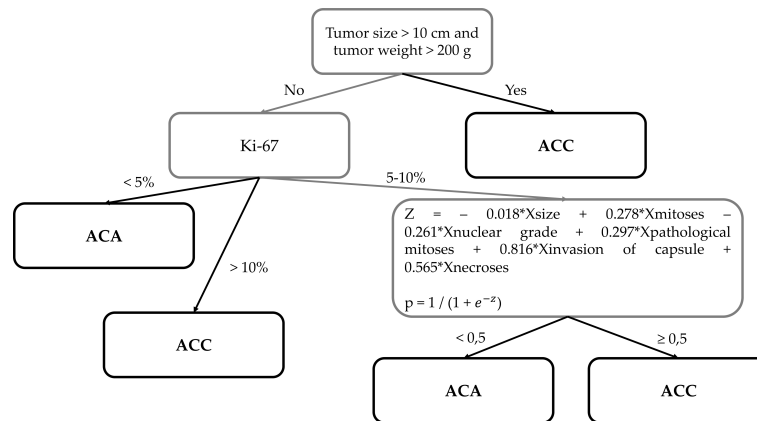 Tumor size > 10 cm and
tumor weight > 200 g
No
Yes
Ki-67
ACC
< 5%
5-10%
ACA
> 10%
Z = – 0.018*Xsize + 0.278*Xmitoses –
0.261*Xnuclear grade + 0.297*Xpathological
mitoses + 0.816*Xinvasion of capsule +
0.565*Xnecroses
p = 1 / (1 + e⁻ᶻ)
ACC
< 0,5
≥ 0,5
ACA
ACC